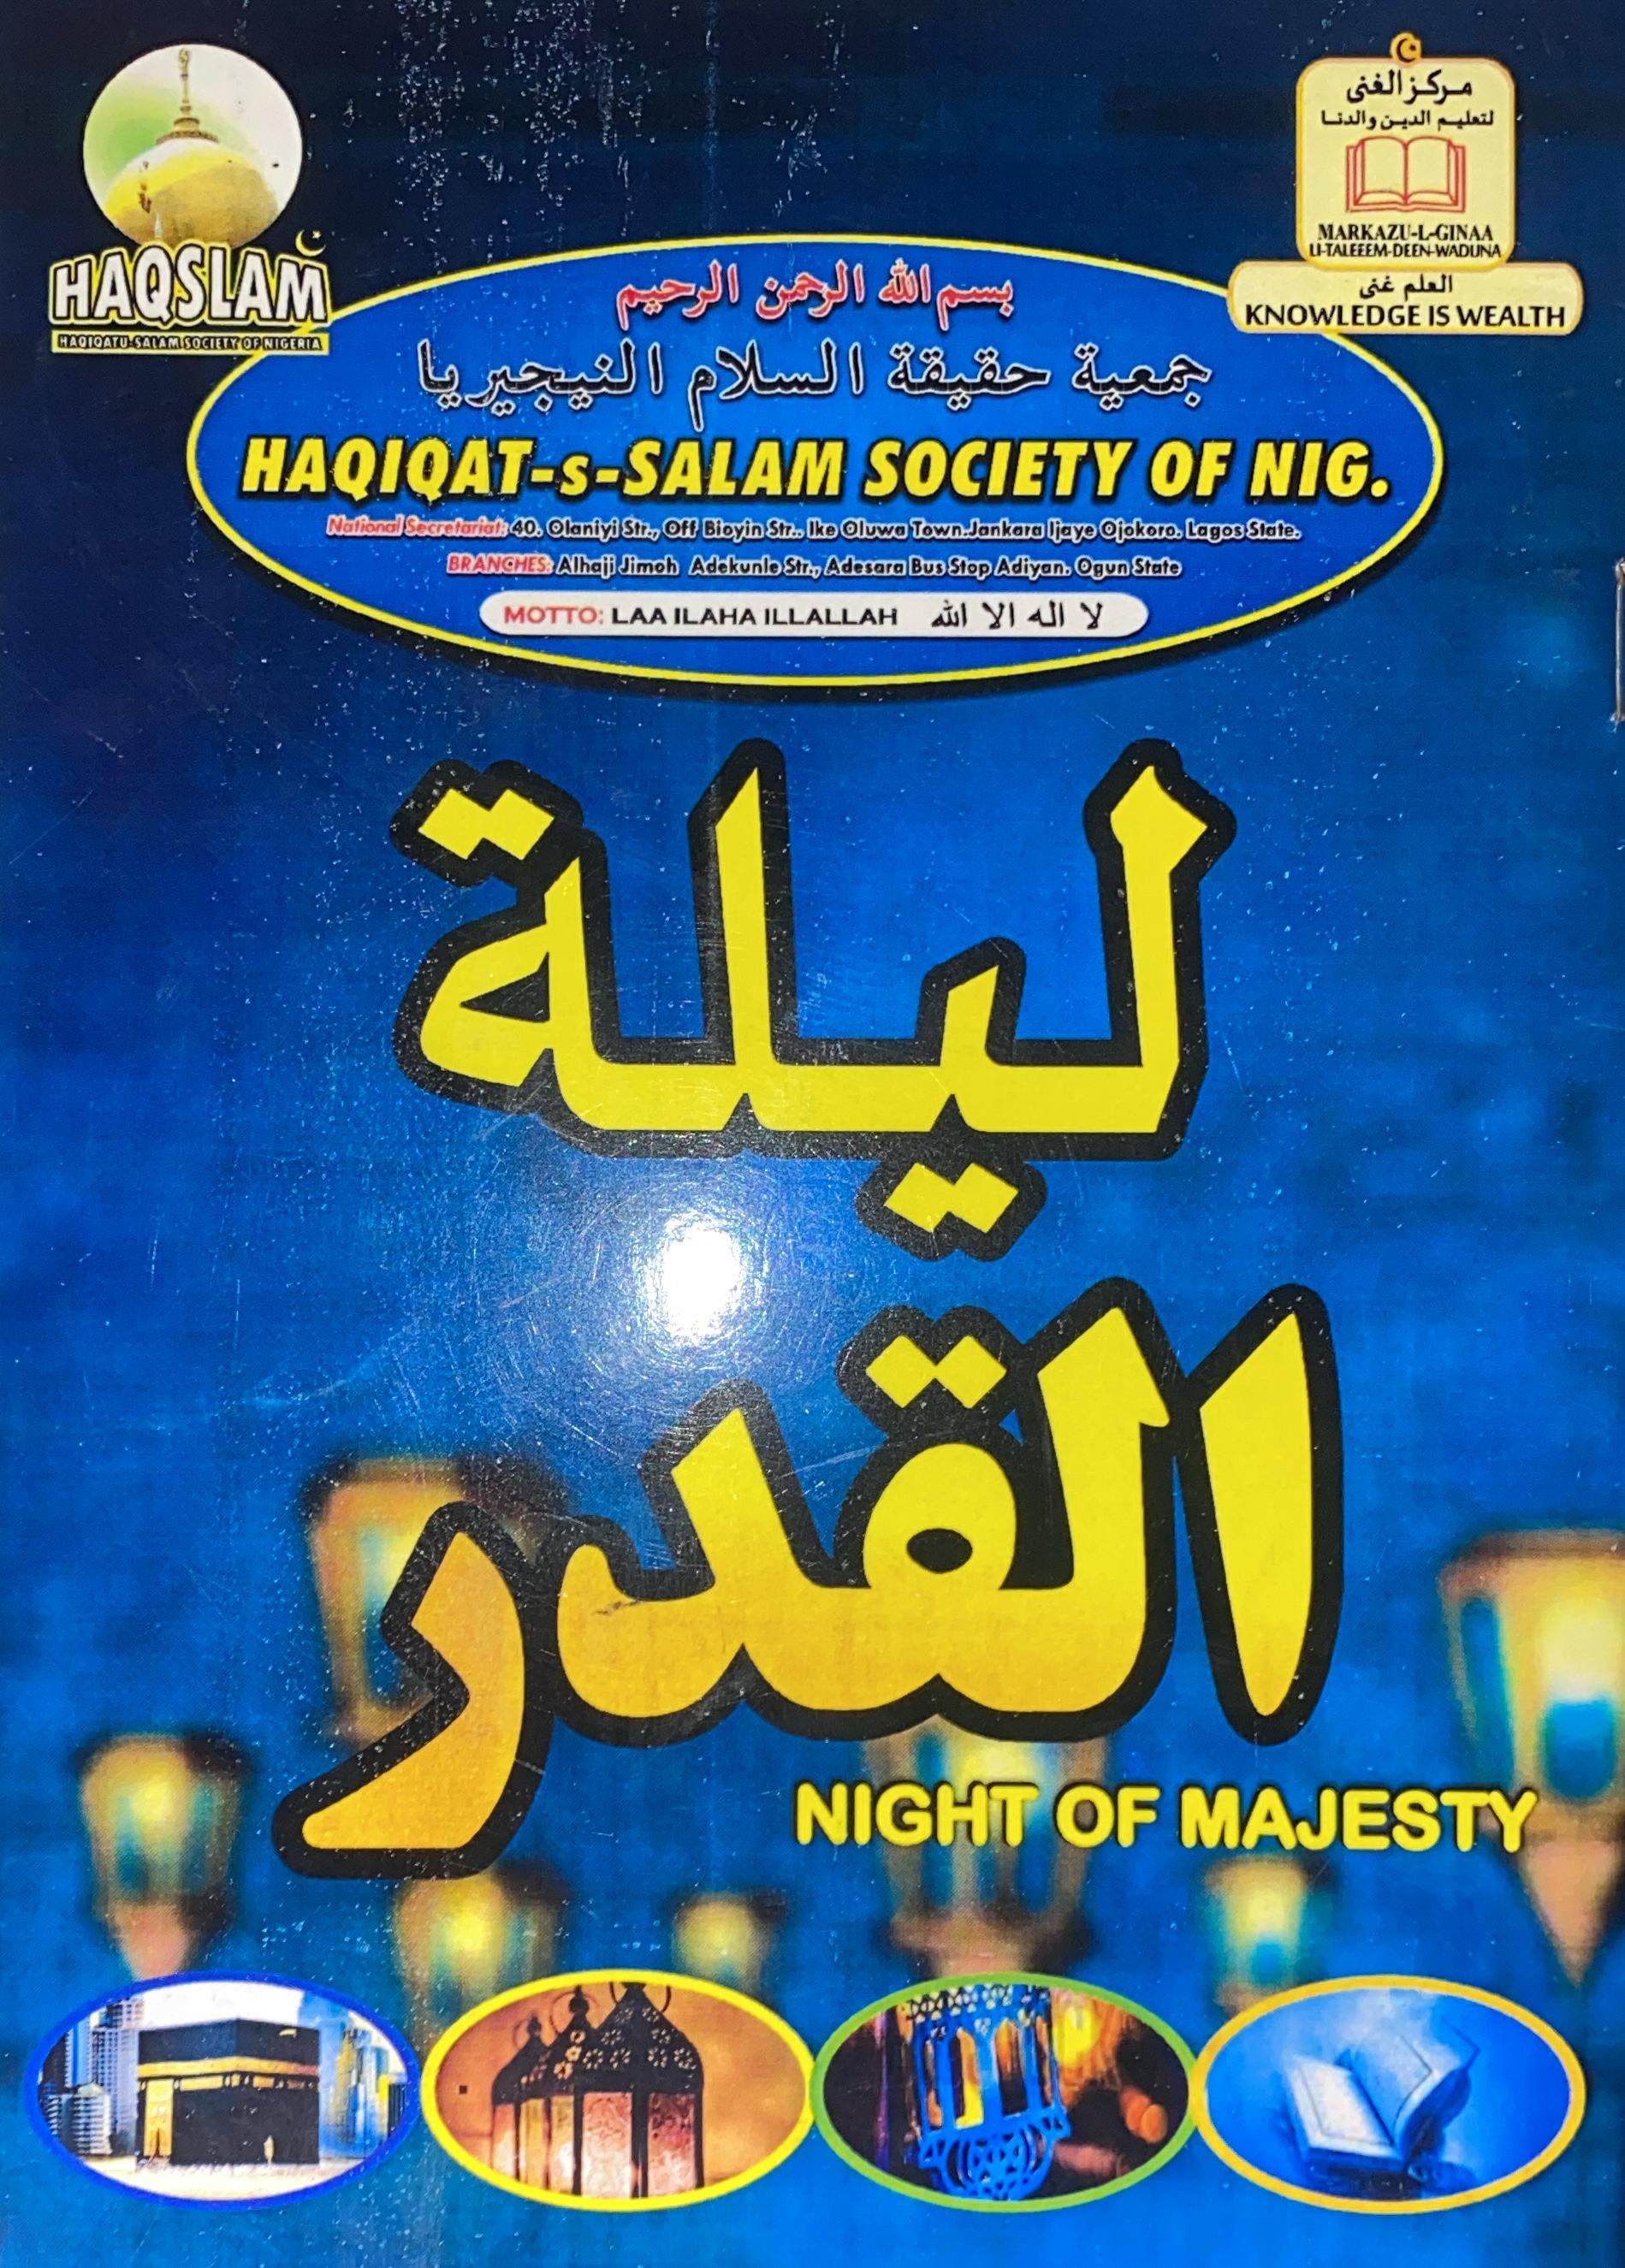 HAQSLAM
HAQIQATU-SALAM SOCIETY OF NIGERIA
مركز الغنى
لتعليم الدين والدنا
MARKAZU-L-GINAA
LI-TALEEEM-DEEN-WADUNA
العلم غنى
KNOWLEDGE IS WEALTH
بسم الله الرحمن الرحيم
جمعية حقيقة السلام النيجيريا
HAQIQAT-s-SALAM SOCIETY OF NIG.
National Secretariat: 40. Olaniyi Str., Off Bioyin Str.. Ike Oluwa Town.Jankara Ijaye Ojokoro. Lagos State.
BRANCHES: Alhaji Jimoh Adekunle Str., Adesara Bus Stop Adiyan. Ogun State
MOTTO: LAA ILAHA ILLALLAH لا اله الا الله
ليلة
القدر
NIGHT OF MAJESTY